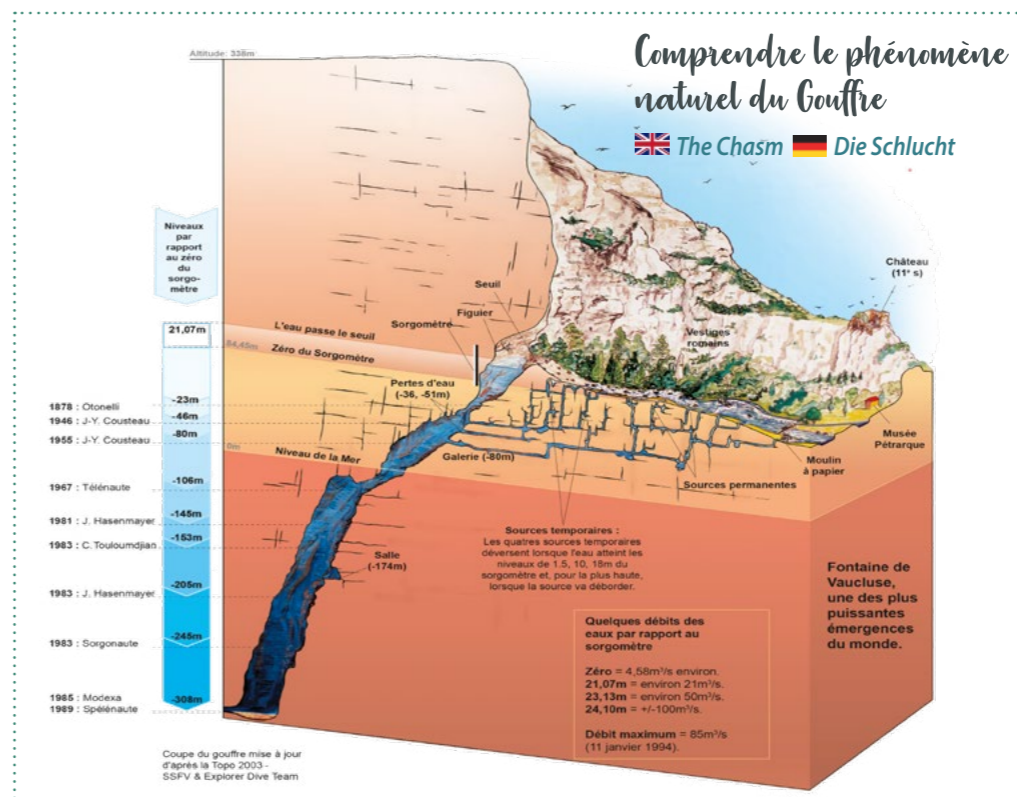 Comprendre le phénomène
naturel du Gouffre
The Chasm Die Schlucht
Altitude: 338m
Niveaux
par
rapport
au zéro
du
sorgo-
mètre
Château
(11e s)
Seuil
Figuier
Sorgomètre
Vestiges
romains
21,07m
L'eau passe le seuil
84,45m
Zéro du Sorgomètre
Pertes d'eau
(-36, -51m)
-23m
1878 : Otonelli
-46m
1946 : J-Y. Cousteau
-80m
1955 : J-Y. Cousteau
0m
Niveau de la Mer
Galerie (-80m)
Musée
Pétrarque
Moulin
à papier
Sources permanentes
-106m
1967 : Télénaute
-145m
1981 : J. Hasenmayer
-153m
1983 : C.Touloumdjian
Salle
(-174m)
-205m
1983 : J. Hasenmayer
-245m
1983 : Sorgonaute
-308m
1985 : Modexa
1989 : Spélénaute
Sources temporaires :
Les quatres sources temporaires
déversent lorsque l'eau atteint les
niveaux de 1.5, 10, 18m du
sorgomètre et, pour la plus haute,
lorsque la source va déborder.
Fontaine de
Vaucluse,
une des plus
puissantes
émergences
du monde.
Quelques débits des
eaux par rapport au
sorgomètre
Zéro = 4,58m³/s environ.
21,07m = environ 21m³/s.
23,13m = environ 50m³/s.
24,10m = +/-100m³/s.
Débit maximum = 85m³/s
(11 janvier 1994).
Coupe du gouffre mise à jour
d'après la Topo 2003 -
SSFV & Explorer Dive Team